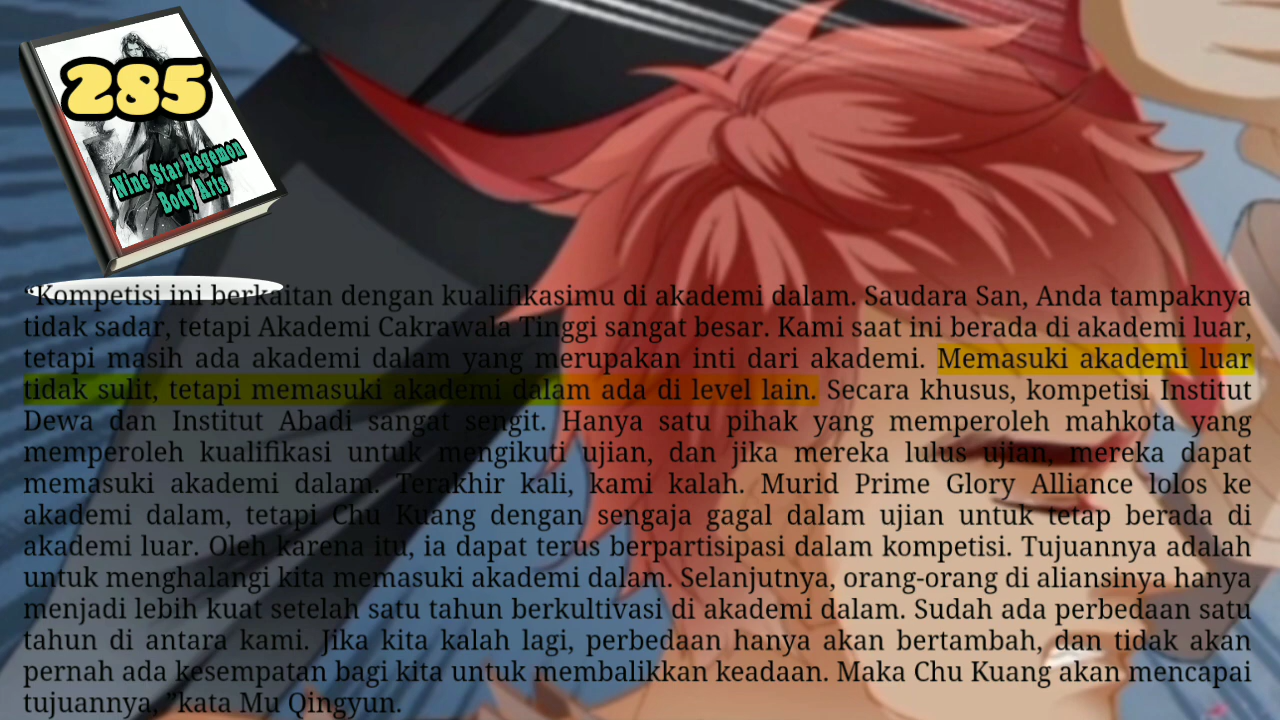 285
Nine Star Hegemon
Body Arts
“Kompetisi ini berkaitan dengan kualifikasimu di akademi dalam. Saudara San, Anda tampaknya
tidak sadar, tetapi Akademi Cakrawala Tinggi sangat besar. Kami saat ini berada di akademi luar,
tetapi masih ada akademi dalam yang merupakan inti dari akademi. Memasuki akademi luar
tidak sulit, tetapi memasuki akademi dalam ada di level lain. Secara khusus, kompetisi Institut
Dewa dan Institut Abadi sangat sengit. Hanya satu pihak yang memperoleh mahkota yang
memperoleh kualifikasi untuk mengikuti ujian, dan jika mereka lulus ujian, mereka dapat
memasuki akademi dalam. Terakhir kali, kami kalah. Murid Prime Glory Alliance lolos ke
akademi dalam, tetapi Chu Kuang dengan sengaja gagal dalam ujian untuk tetap berada di
akademi luar. Oleh karena itu, ia dapat terus berpartisipasi dalam kompetisi. Tujuannya adalah
untuk menghalangi kita memasuki akademi dalam. Selanjutnya, orang-orang di aliansinya hanya
menjadi lebih kuat setelah satu tahun berkultivasi di akademi dalam. Sudah ada perbedaan satu
tahun di antara kami. Jika kita kalah lagi, perbedaan hanya akan bertambah, dan tidak akan
pernah ada kesempatan bagi kita untuk membalikkan keadaan. Maka Chu Kuang akan mencapai
tujuannya, ”kata Mu Qingyun.